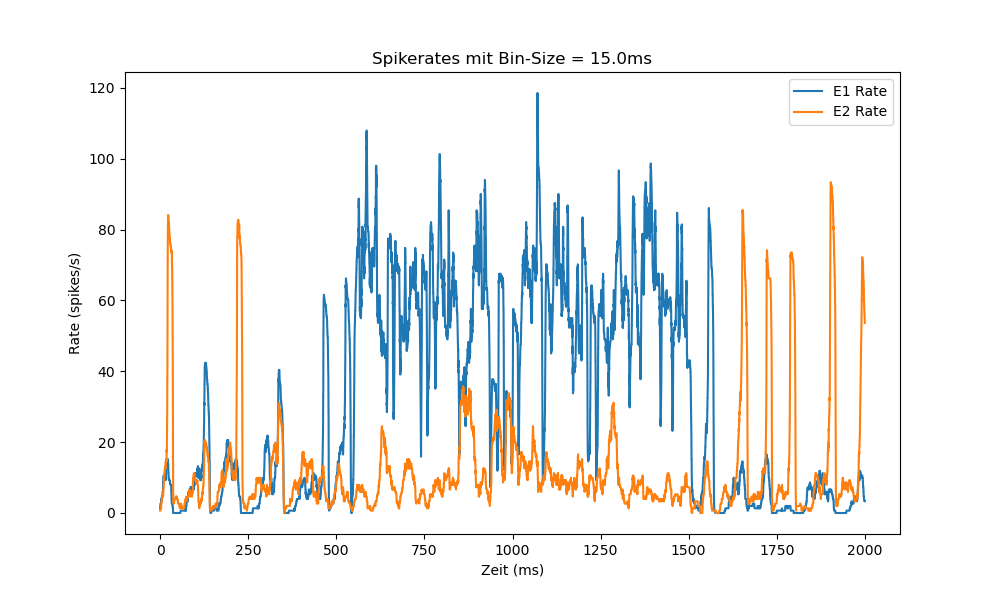 Spikerates mit Bin-Size = 15.0ms
E1 Rate
E2 Rate
120
100
80
60
40
20
0
Rate (spikes/s)
0 250 500 750 1000 1250 1500 1750 2000
Zeit (ms)